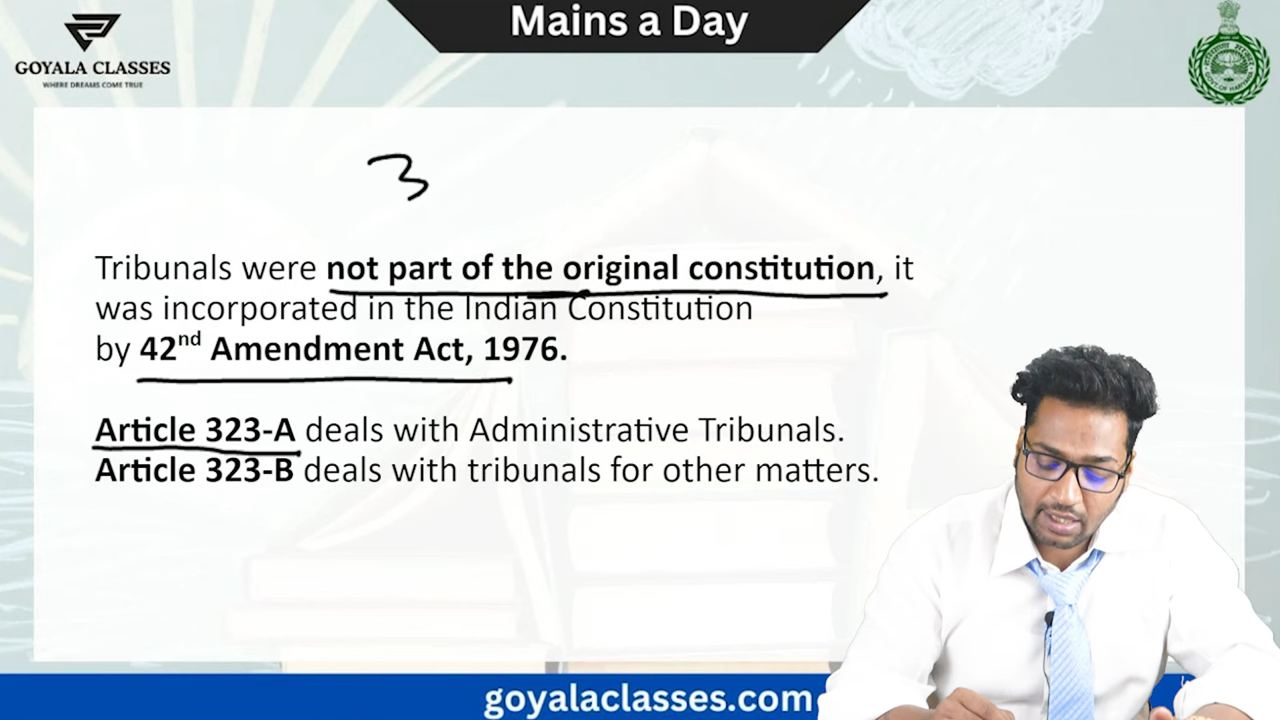 Mains a Day
GOYALA CLASSES
WHERE DREAMS COME TRUE
3
Tribunals were not part of the original constitution, it
was incorporated in the Indian Constitution
by 42nd Amendment Act, 1976.
Article 323-A deals with Administrative Tribunals.
Article 323-B deals with tribunals for other matters.
goyalaclasses.com